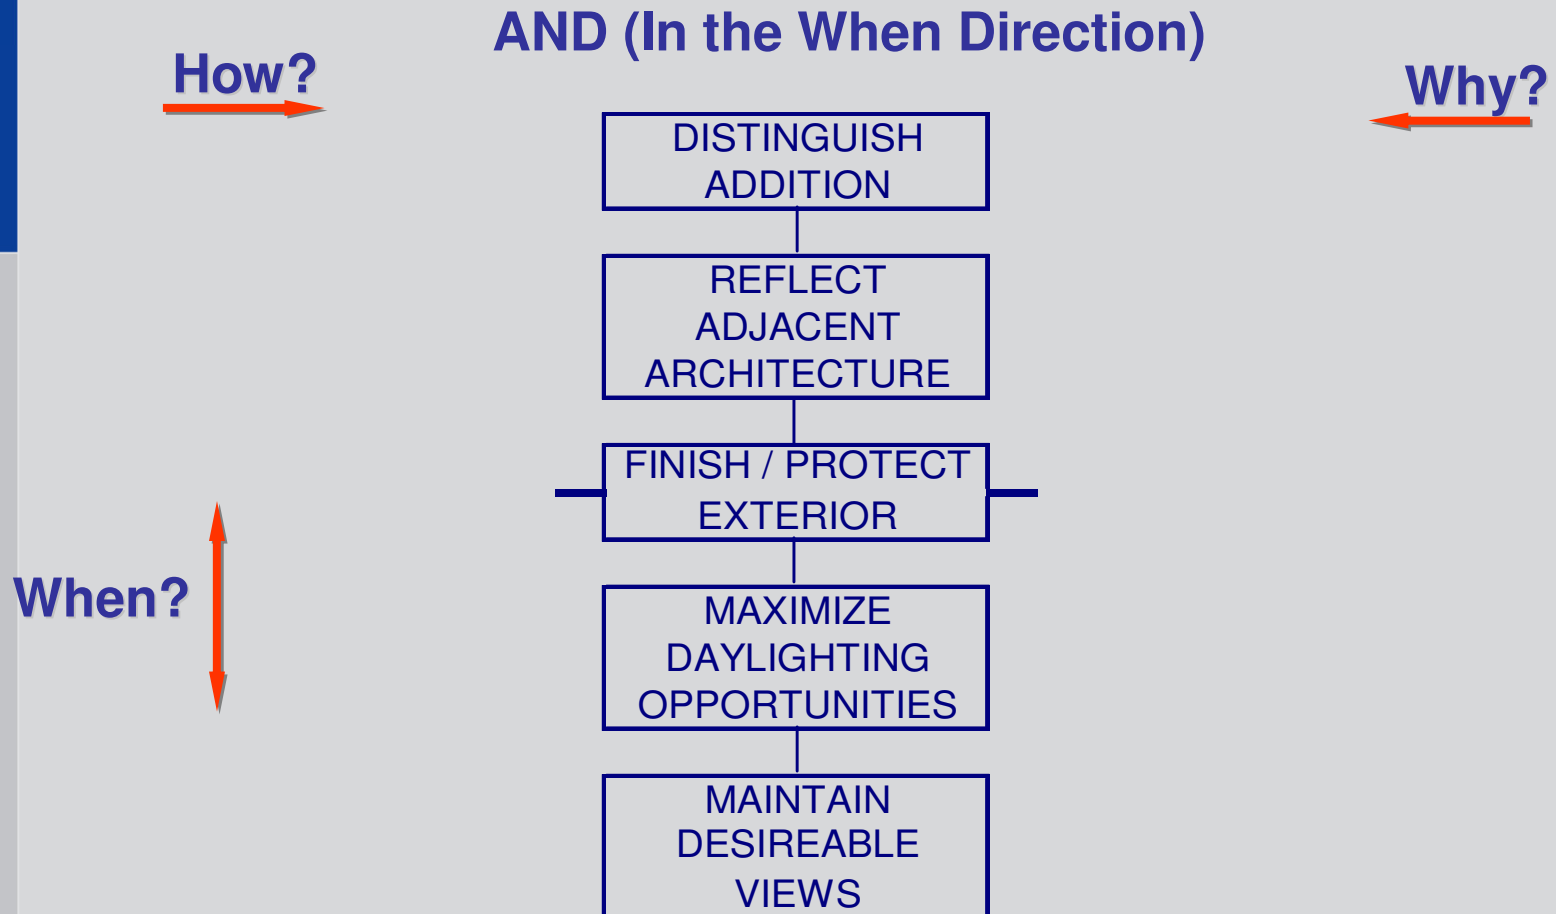 AND (In the When Direction)
How?
Why?
DISTINGUISH
ADDITION
REFLECT
ADJACENT
ARCHITECTURE
FINISH / PROTECT
EXTERIOR
When?
MAXIMIZE
DAYLIGHTING
OPPORTUNITIES
MAINTAIN
DESIREABLE
VIEWS